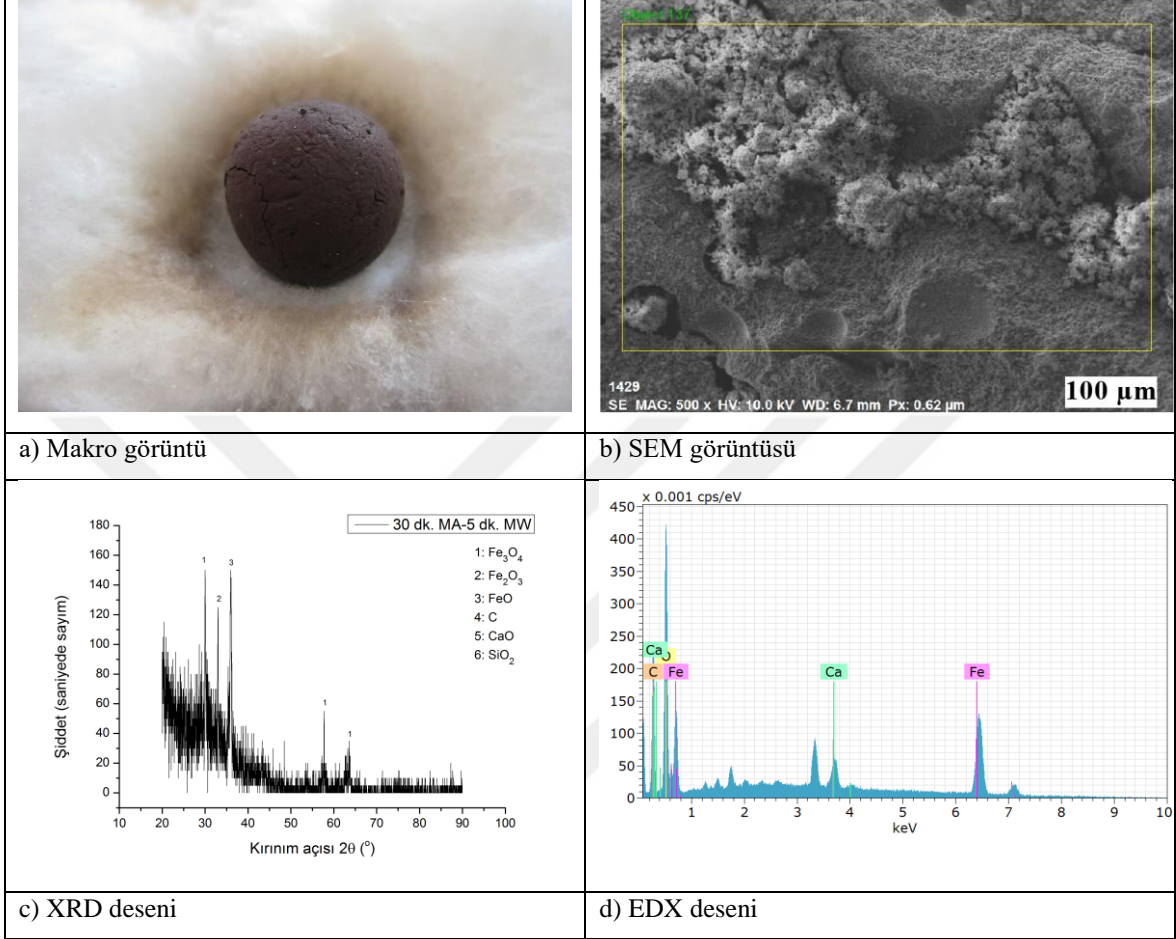 Object 137
1429
SE MAG: 500 x HV: 10.0 kV WD: 6.7 mm Px: 0.62 µm
100 µm
a) Makro görüntü
b) SEM görüntüsü
180
160
140
120
100
80
60
40
20
0
Şiddet (saniyede sayım)
30 dk. MA-5 dk. MW
1: Fe₃O₄
2: Fe₂O₃
3: FeO
4: C
5: CaO
6: SiO₂
1
2
3
1
1
10 20 30 40 50 60 70 80 90 100
Kırınım açısı 2θ (°)
x 0.001 cps/eV
450
400
350
300
250
200
150
100
50
0
Ca
O
C Fe
Ca
Fe
1 2 3 4 5 6 7 8 9 10
keV
c) XRD deseni
d) EDX deseni